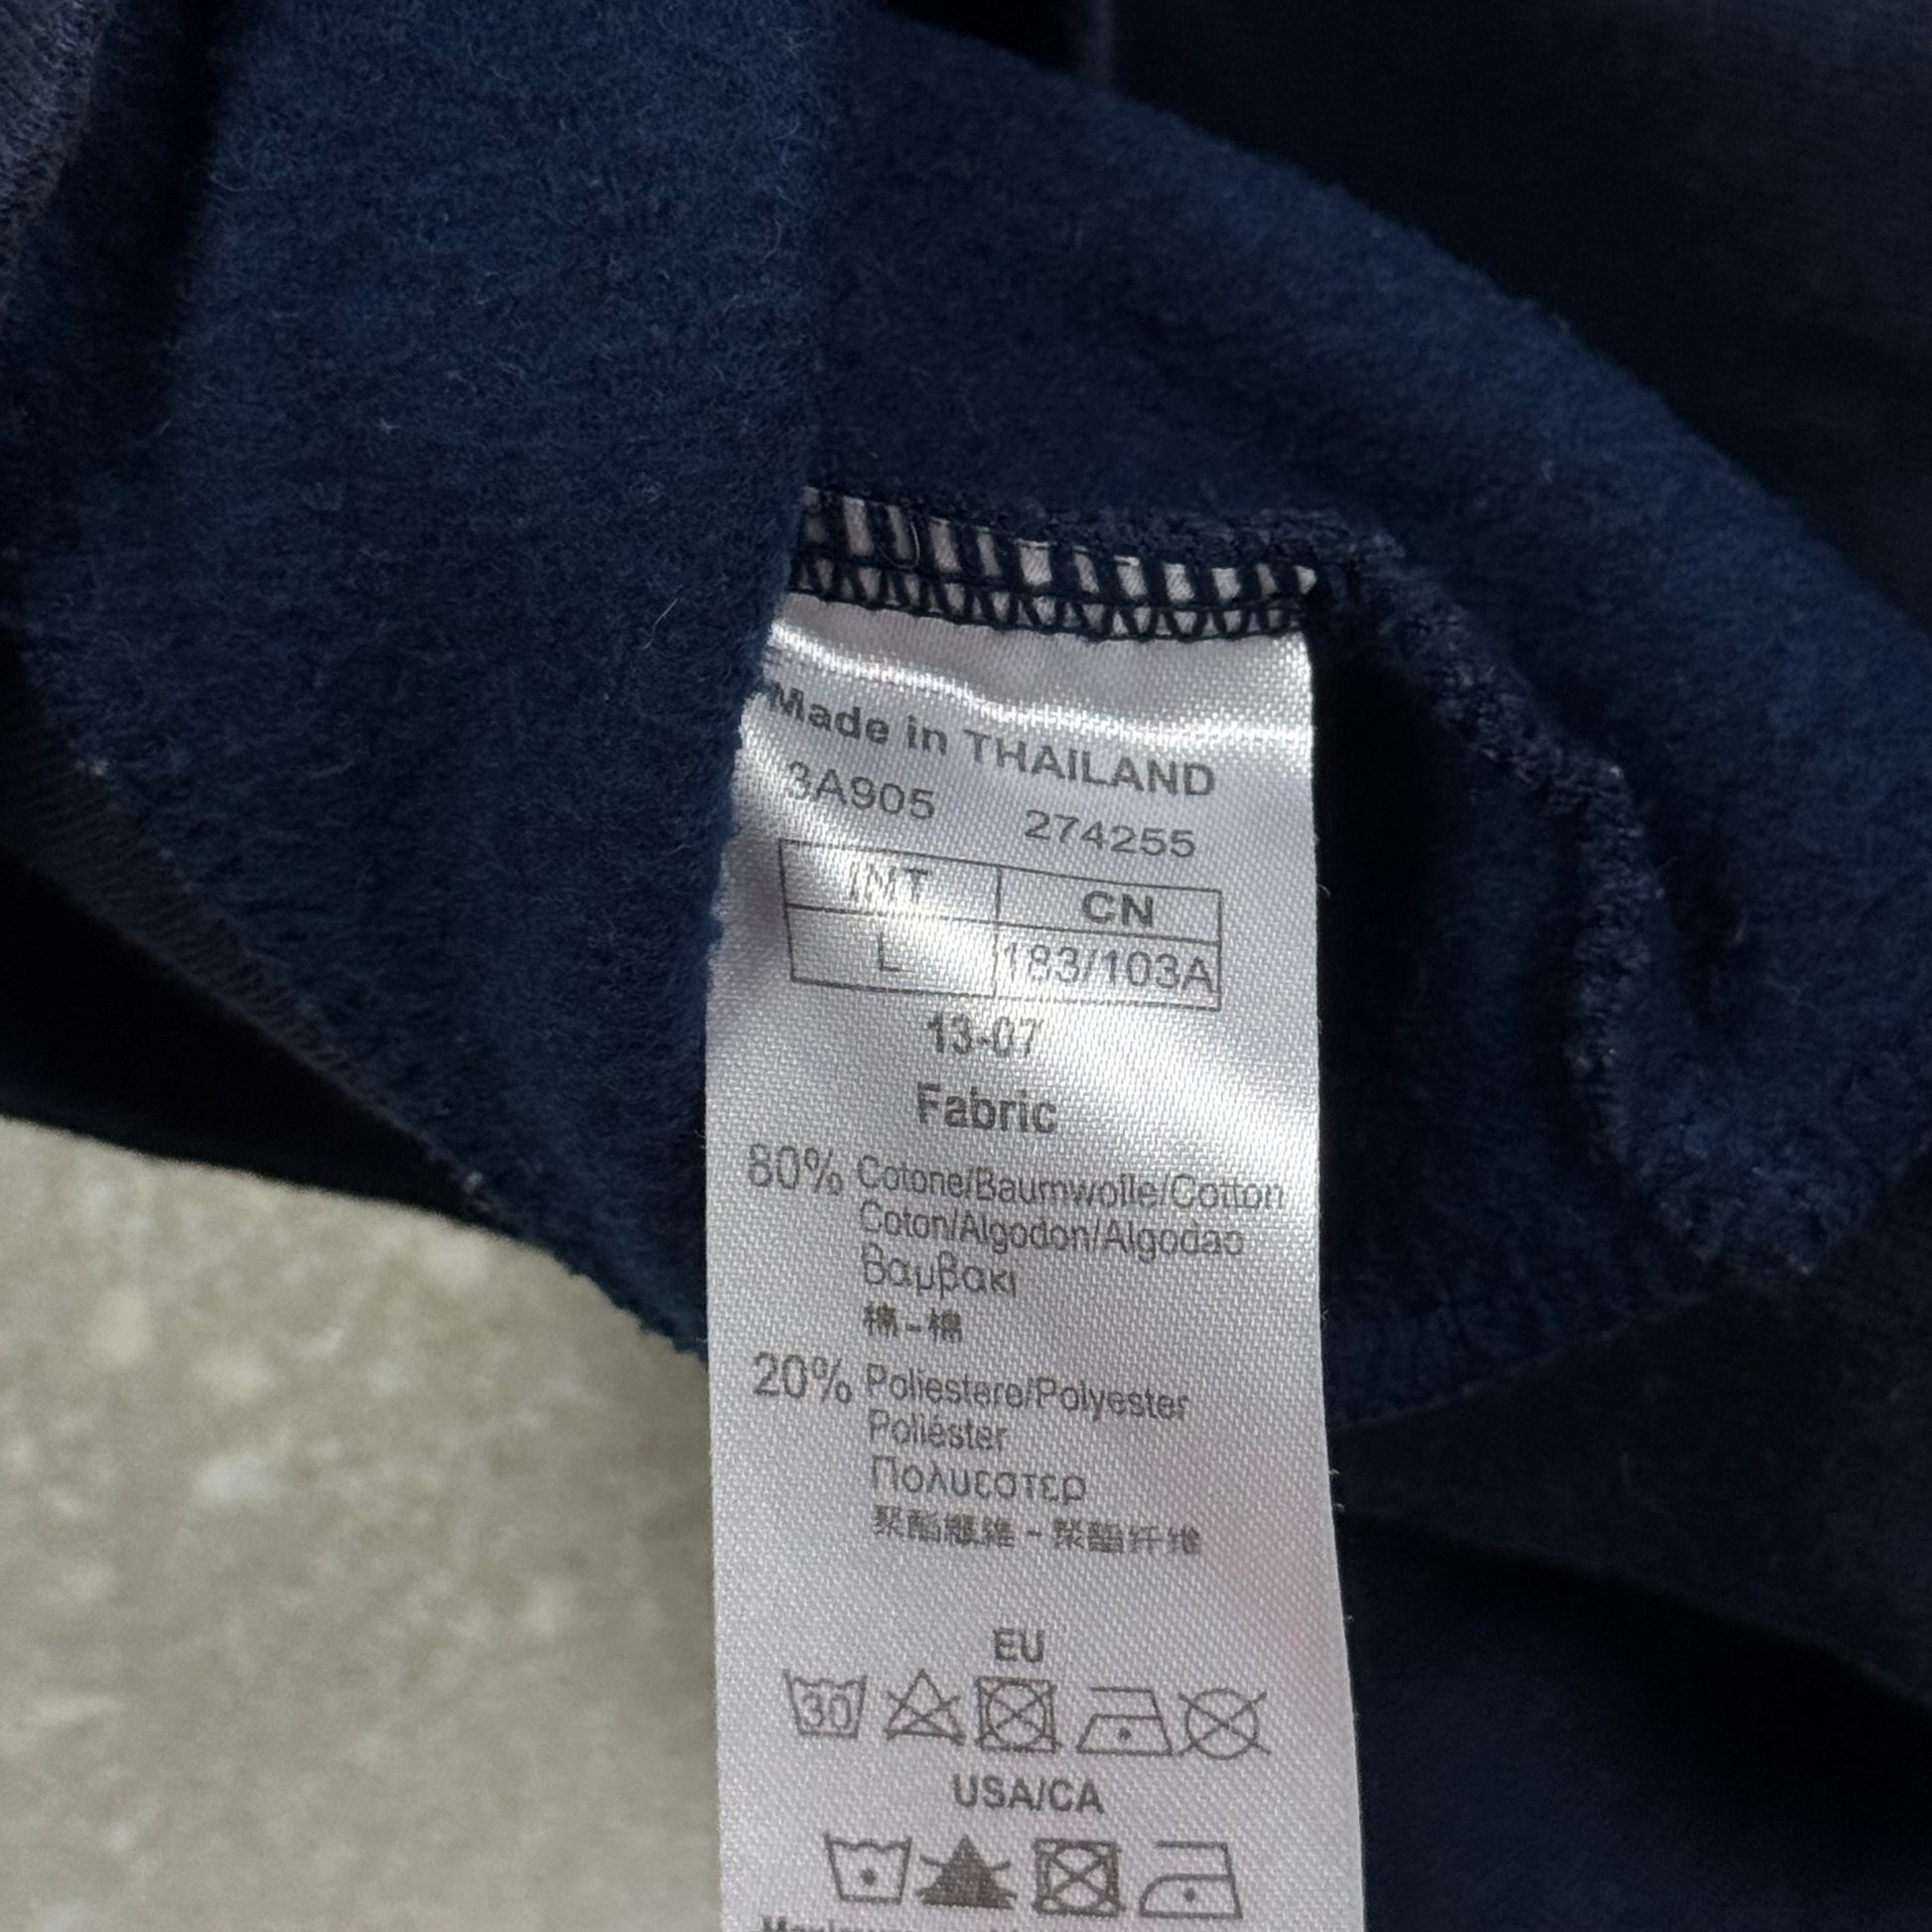 Made in THAILAND
3A905 274255
INT CN
L 183/103A
13-07
Fabric
80% Cotone/Baumwolle/Cotton
Coton/Algodon/Algodao
Βαμβακι
棉-棉
20% Poliestere/Polyester
Poliéster
Πολυεστερ
聚酯纖維-聚酯纤维
EU
30
USA/CA